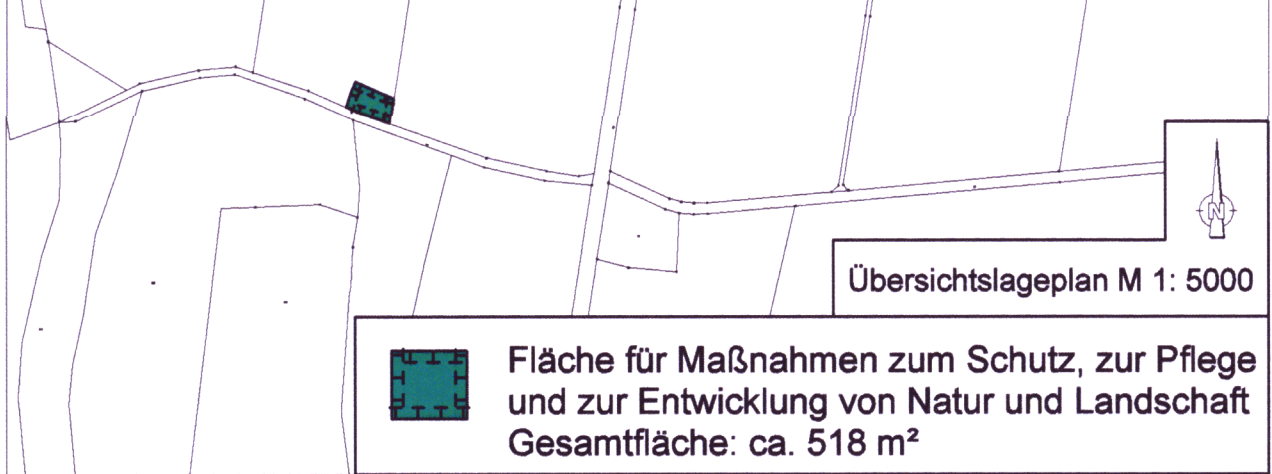 N
Übersichtslageplan M 1: 5000
Fläche für Maßnahmen zum Schutz, zur Pflege
und zur Entwicklung von Natur und Landschaft
Gesamtfläche: ca. 518 m²